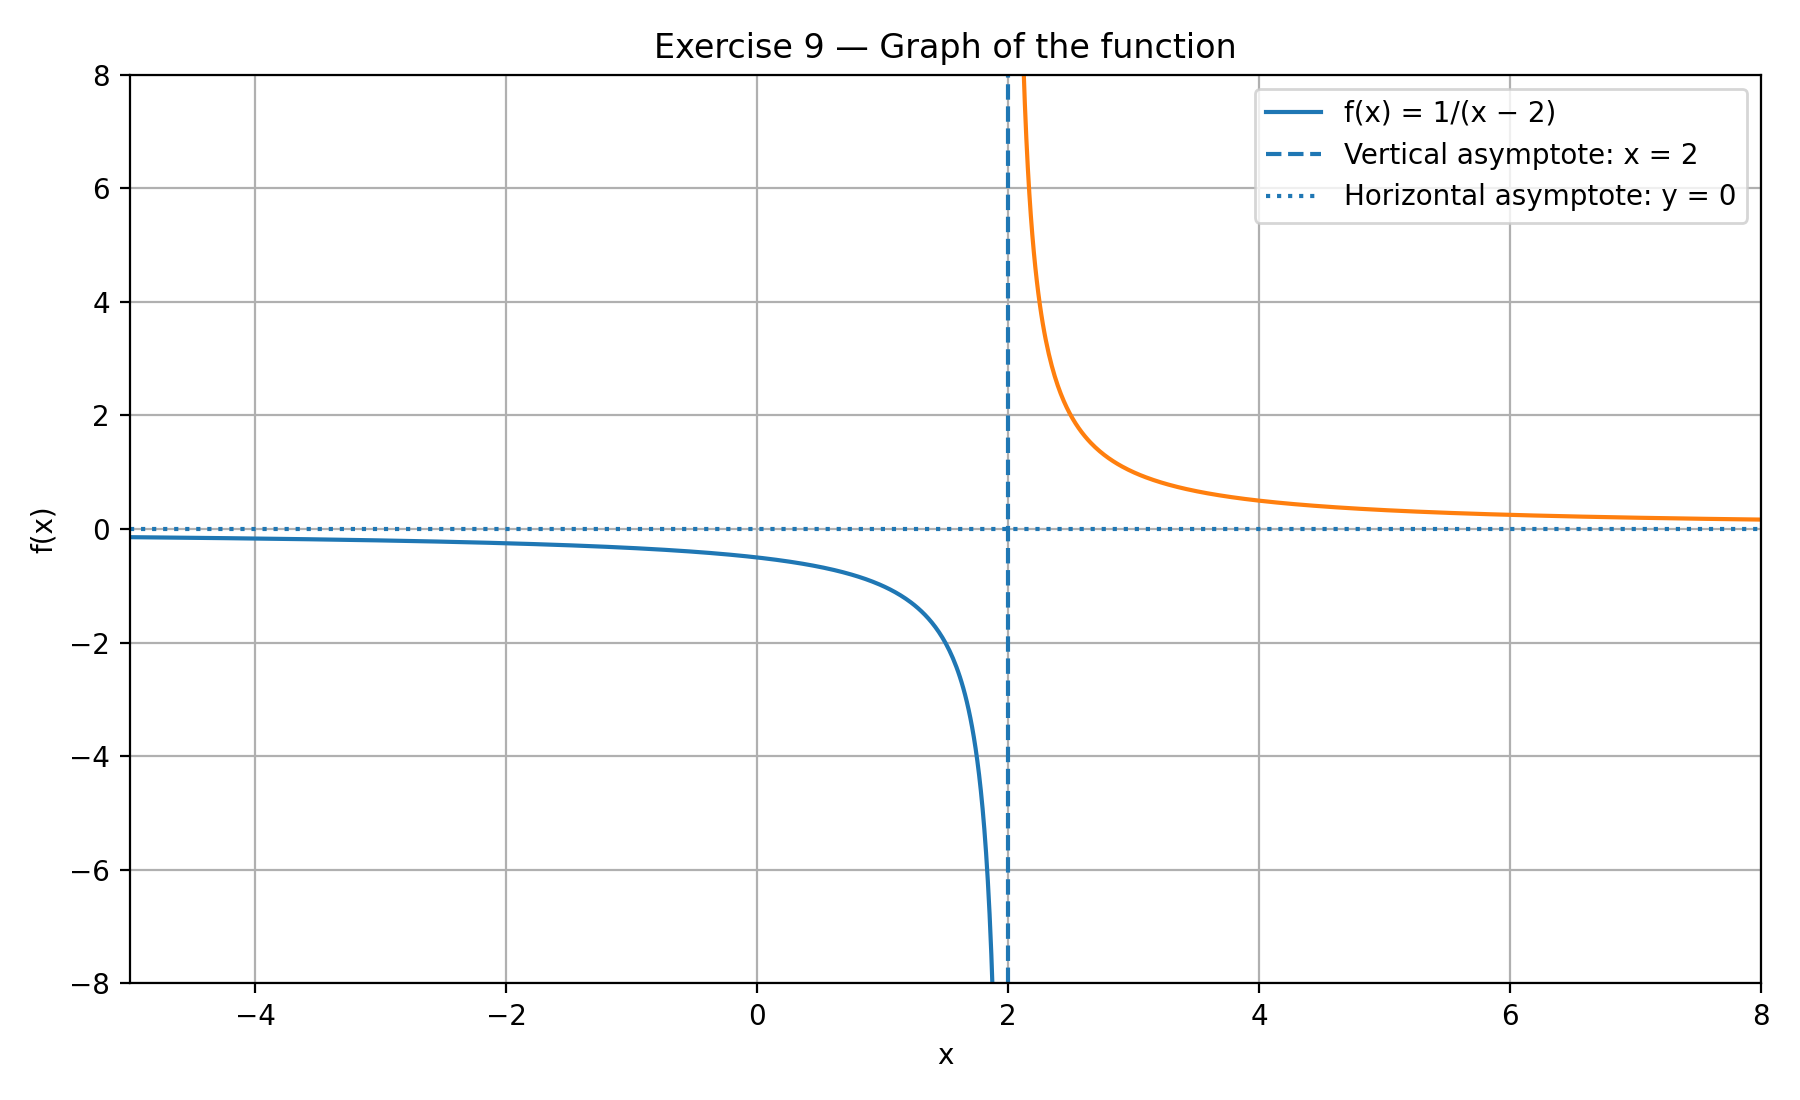 Exercise 9 — Graph of the function
f(x) = 1/(x − 2)
Vertical asymptote: x = 2
Horizontal asymptote: y = 0
8
6
4
2
0
−2
−4
−6
−8
f(x)
−4 −2 0 2 4 6 8
x